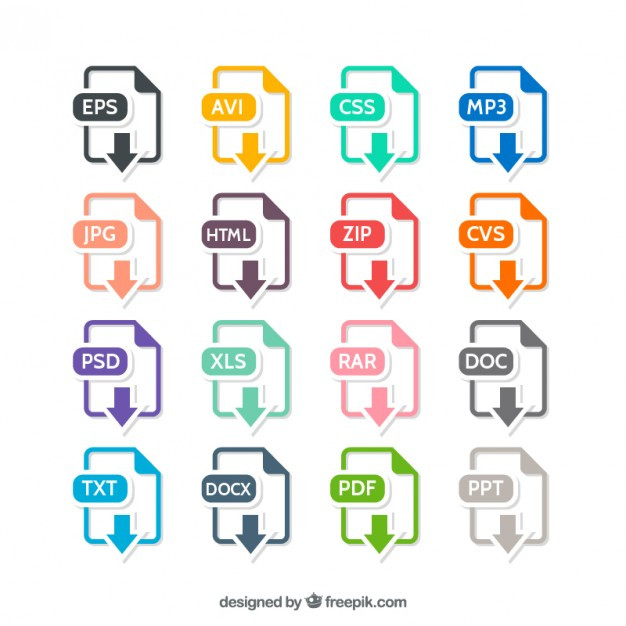 EPS AVI CSS MP3
JPG HTML ZIP CVS
PSD XLS RAR DOC
TXT DOCX PDF PPT
designed by freepik.com